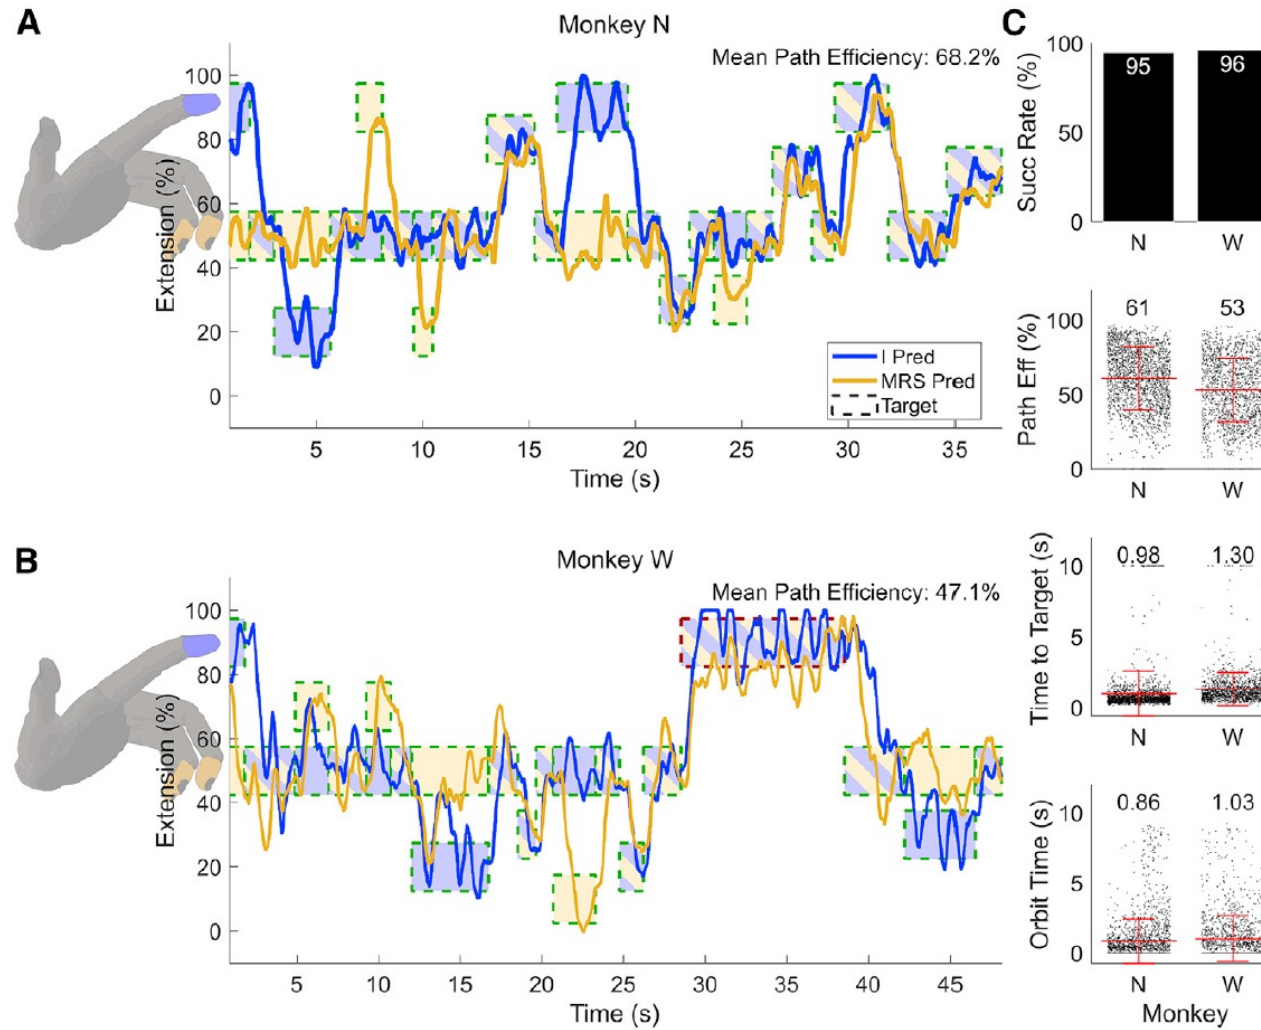 A
Monkey N
Mean Path Efficiency: 68.2%
Extension (%)
100
80
60
40
20
0
I Pred
MRS Pred
Target
5
10
15
20
25
30
35
Time (s)
B
Monkey W
Mean Path Efficiency: 47.1%
Extension (%)
100
80
60
40
20
0
5
10
15
20
25
30
35
40
45
Time (s)
C
Succ Rate (%)
100
50
0
95
96
N
W
Path Eff (%)
100
50
0
61
53
N
W
Time to Target (s)
10
5
0
0.98
1.30
N
W
Orbit Time (s)
10
5
0
0.86
1.03
N
W
Monkey